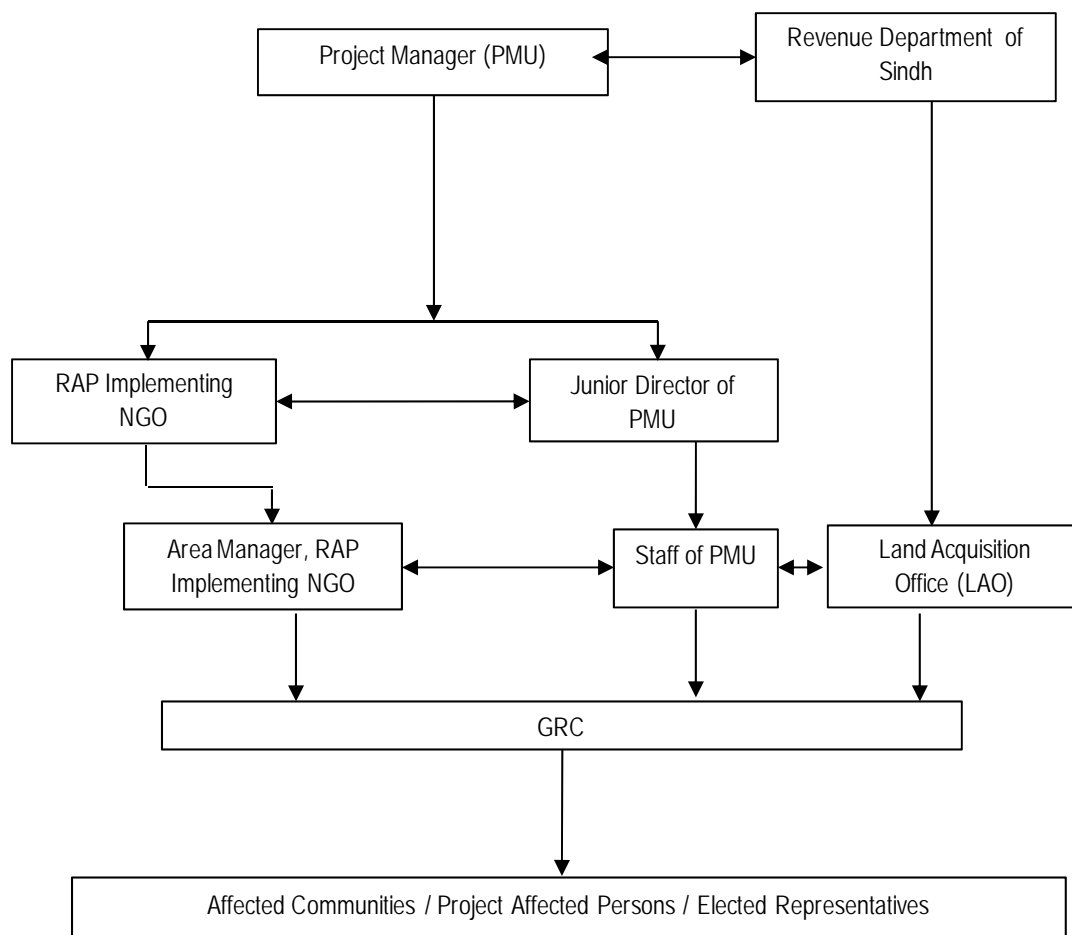 Project Manager (PMU)
Revenue Department of
Sindh
RAP Implementing
NGO
Junior Director of
PMU
Area Manager, RAP
Implementing NGO
Staff of PMU
Land Acquisition
Office (LAO)
GRC
Affected Communities / Project Affected Persons / Elected Representatives